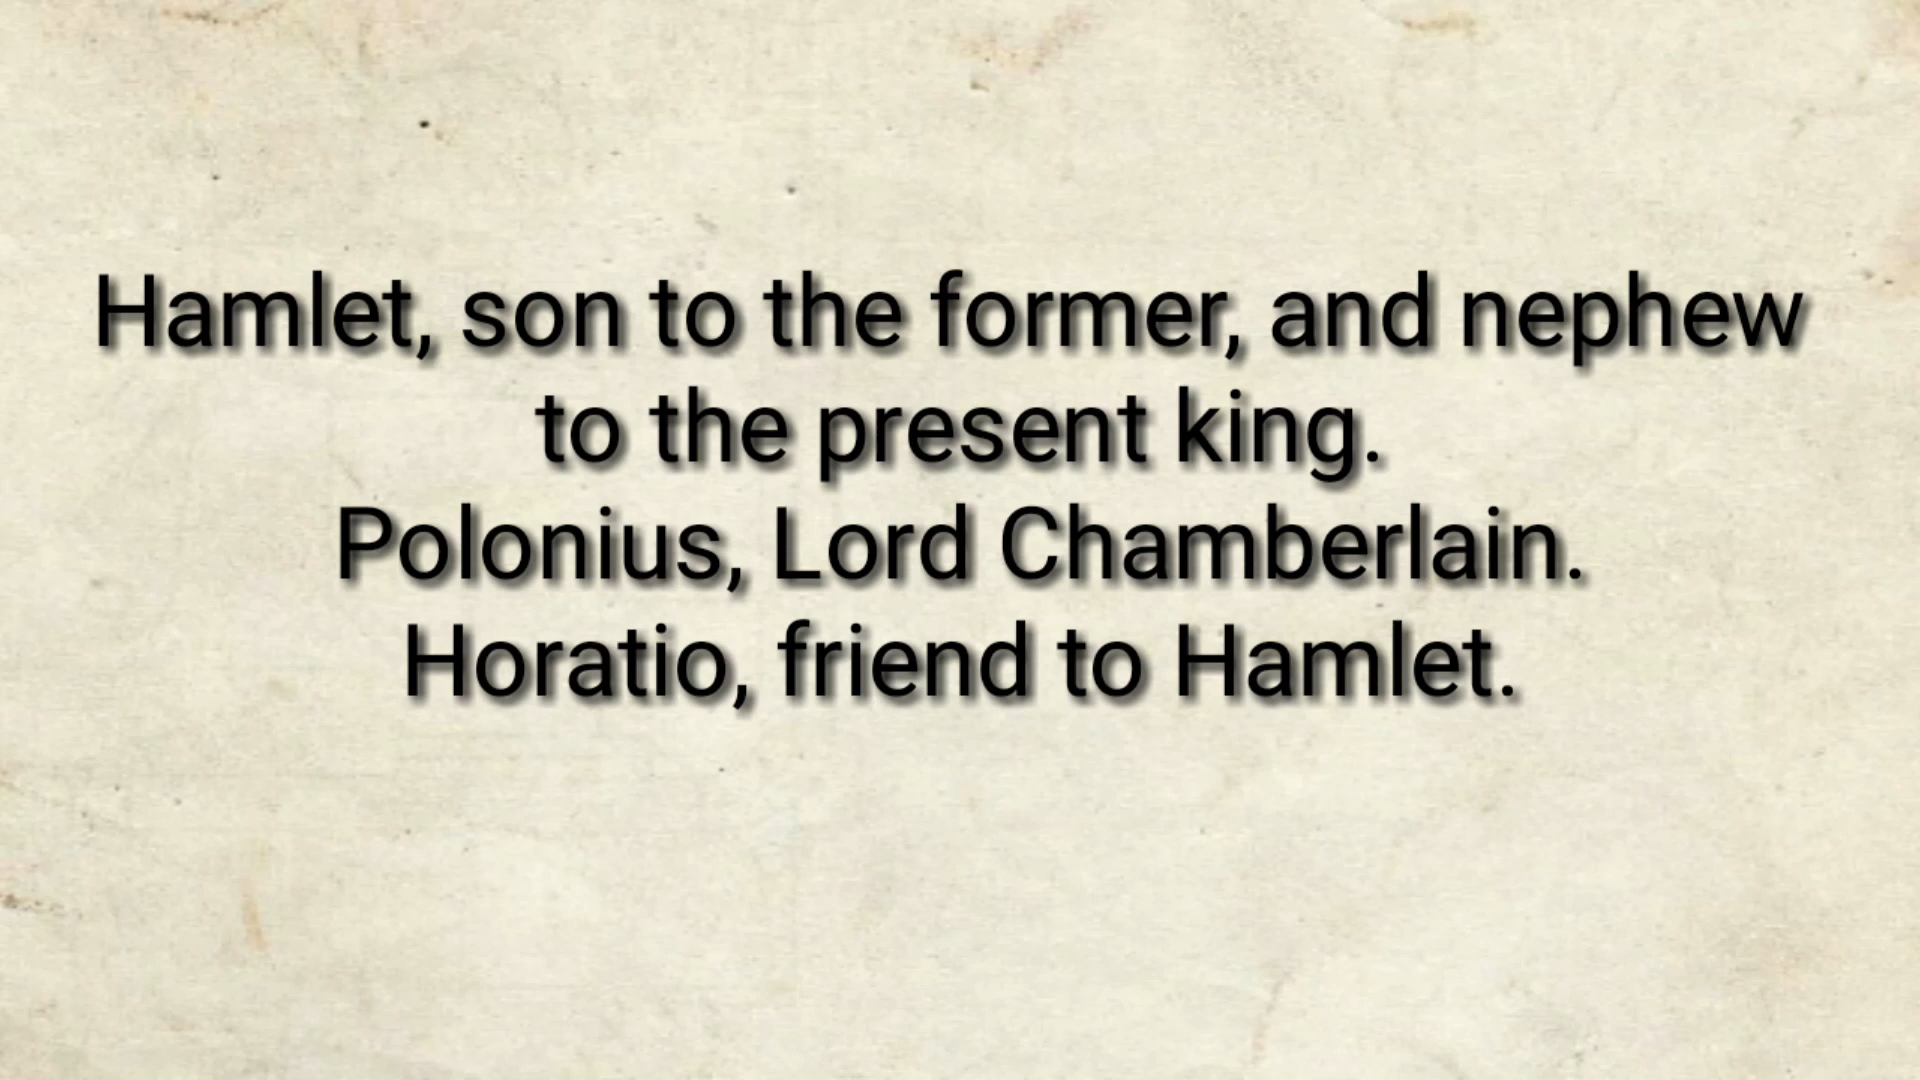 Hamlet, son to the former, and nephew
to the present king.
Polonius, Lord Chamberlain.
Horatio, friend to Hamlet.